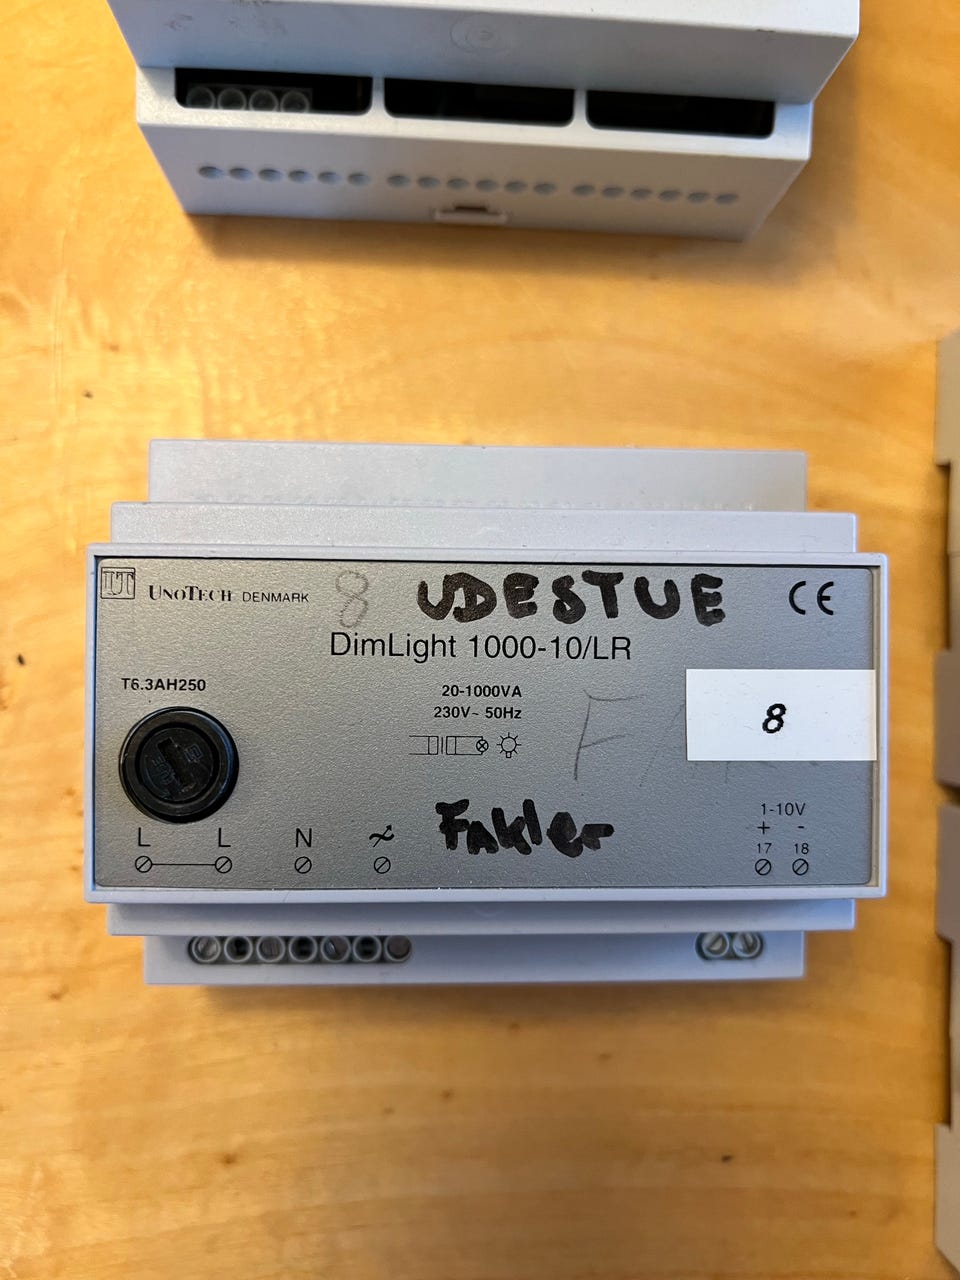 UT UNOTECH DENMARK 8 UDESTUE CE
DimLight 1000-10/LR
T6.3AH250
20-1000VA
230V~ 50Hz
8
Fakler
1-10V
+ -
17 18
L L N